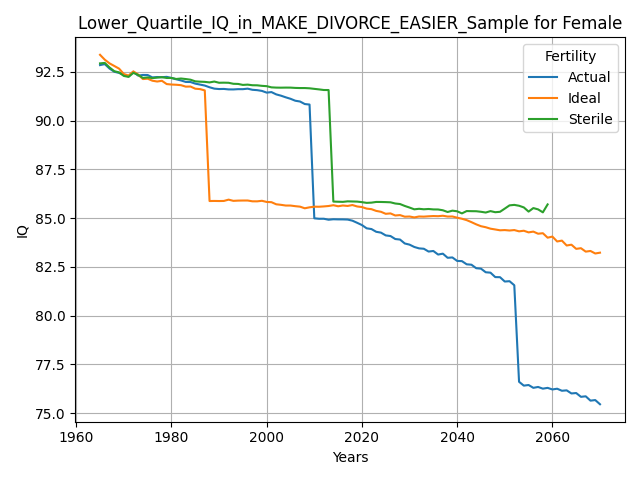 Lower_Quartile_IQ_in_MAKE_DIVORCE_EASIER_Sample for Female
Fertility
Actual
Ideal
Sterile
IQ
92.5
90.0
87.5
85.0
82.5
80.0
77.5
75.0
1960
1980
2000
2020
2040
2060
Years